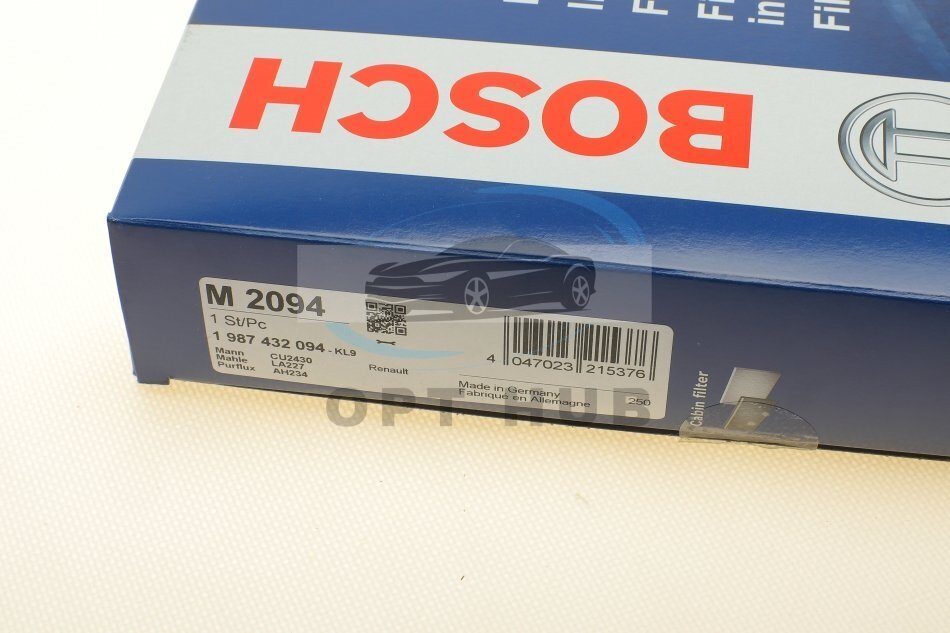 BOSCH
M 2094
1 St/Pc
1 987 432 094 - KL9
Mann CU2430
Mahle LA227
Purflux AH234
Renault
4 047023 215376
Made in Germany
Fabrique en Allemagne
250
Cabin filter
OPT HUB